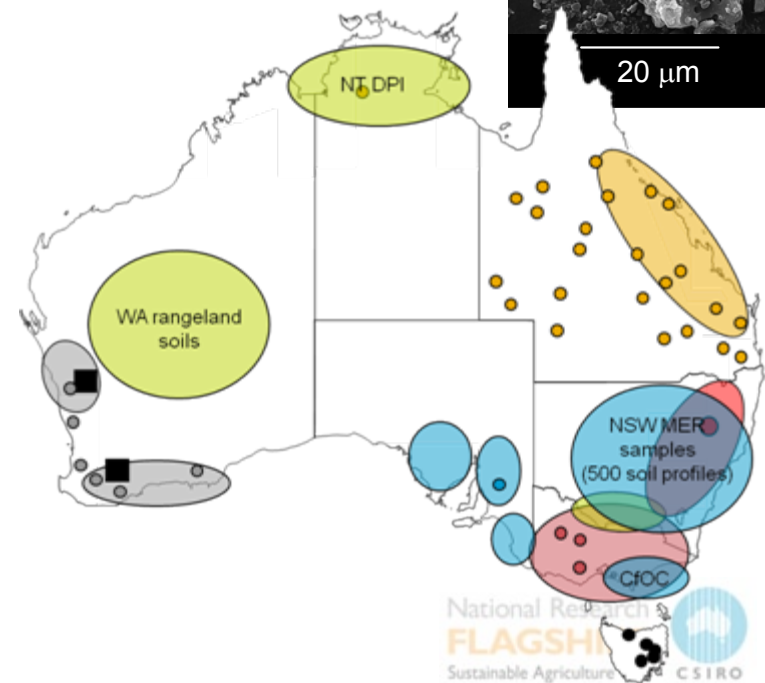 20 μm
NT DPI
WA rangeland
soils
NSW MER
samples
(500 soil profiles)
CfOC
National Research
FLAGSHI
Sustainable Agriculture
CSIRO